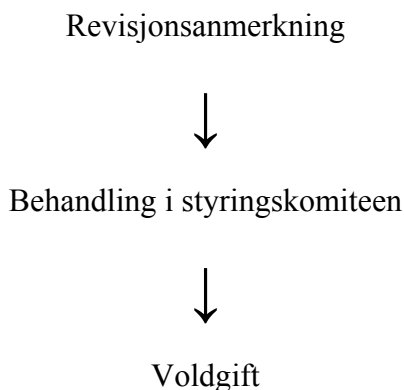 Revisjonsanmerkning
↓
Behandling i styringskomiteen
↓
Voldgift